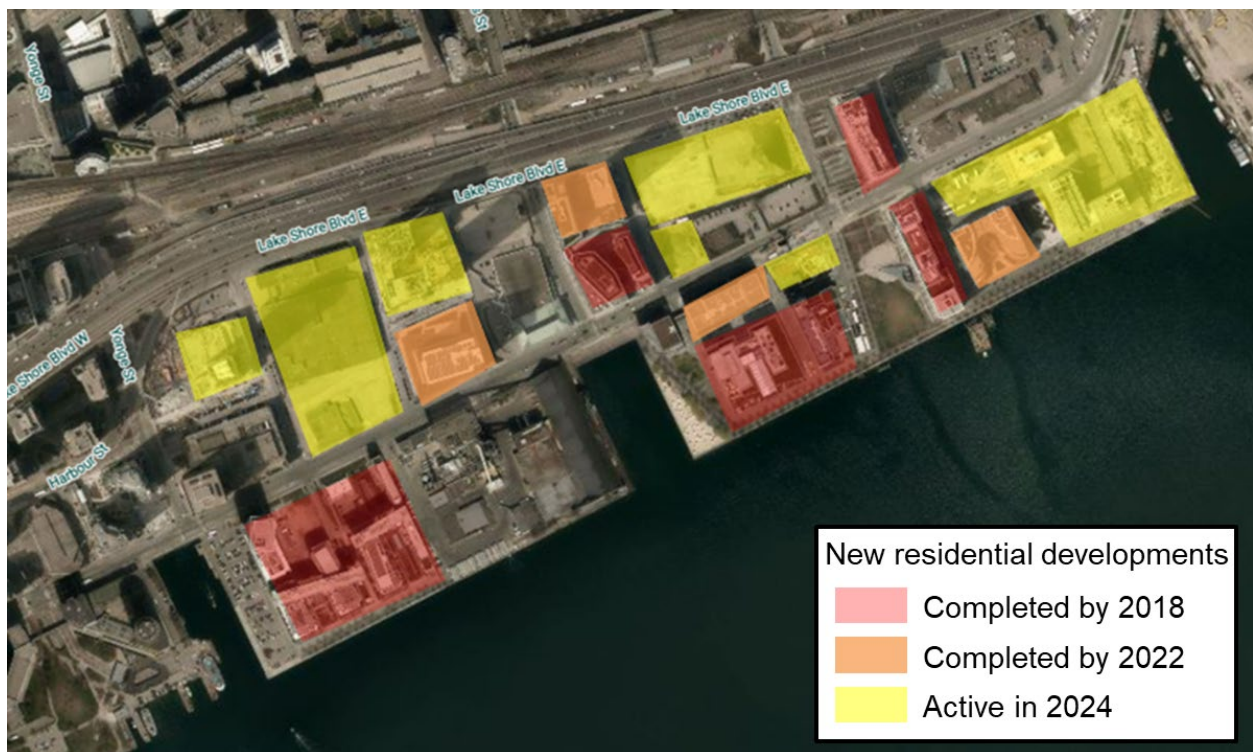 Yonge St
St
Lake Shore Blvd E
Lake Shore Blvd E
Lake Shore Blvd E
Shore Blvd W
Yonge St
Harbour St
New residential developments
Completed by 2018
Completed by 2022
Active in 2024